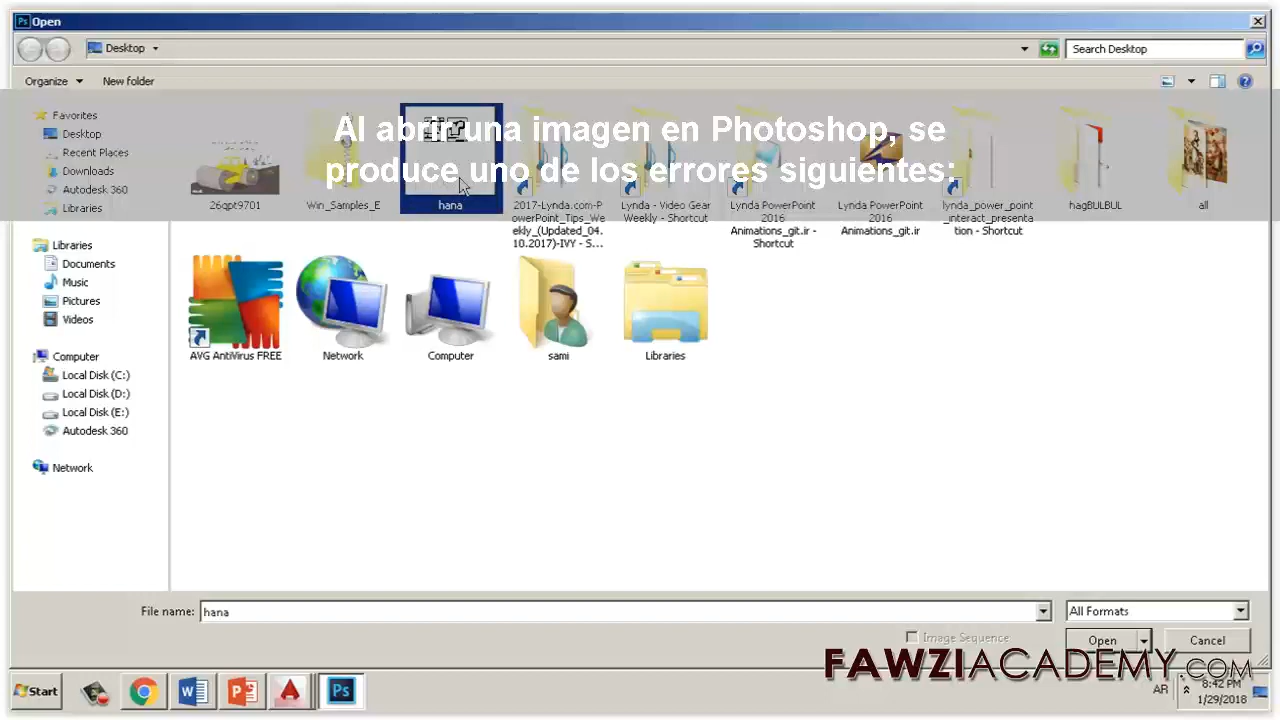 Open
Desktop
Search Desktop
Organize
New folder
Al abrir una imagen en Photoshop, se
produce uno de los errores siguientes:
Favorites
Desktop
Recent Places
Downloads
Autodesk 360
Libraries
Libraries
Documents
Music
Pictures
Videos
Computer
Local Disk (C:)
Local Disk (D:)
Local Disk (E:)
Autodesk 360
Network
26qpt9701
Win_Samples_E
hana
2017-Lynda.com-P
owerPoint_Tips_We
ekly_(Updated_04.
10.2017)-IVY - S...
Lynda - Video Gear
Weekly - Shortcut
Lynda PowerPoint
2016
Animations_git.ir -
Shortcut
Lynda PowerPoint
2016
Animations_git.ir
lynda_power_point
_interact_presenta
tion - Shortcut
hagBULBUL
all
AVG AntiVirus FREE
Network
Computer
sami
Libraries
File name:
hana
All Formats
Image Sequence
Open
Cancel
FAWZIACADEMY.COM
Start
Ps
AR
8:42 PM
1/29/2018